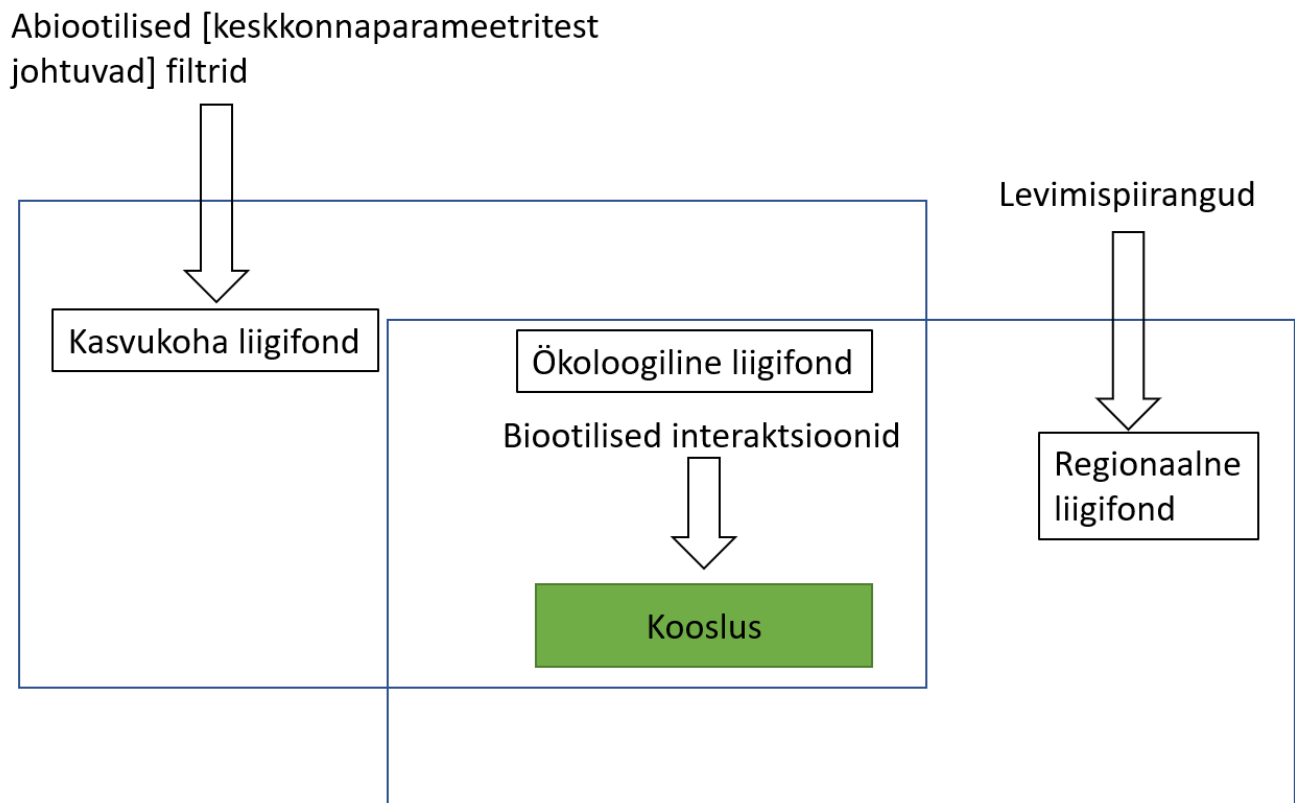 Abiootilised [keskkonnaparameetritest
johtuvad] filtrid
Levimispiirangud
Kasvukoha liigifond
Ökoloogiline liigifond
Biootilised interaktsioonid
Regionaalne
liigifond
Kooslus